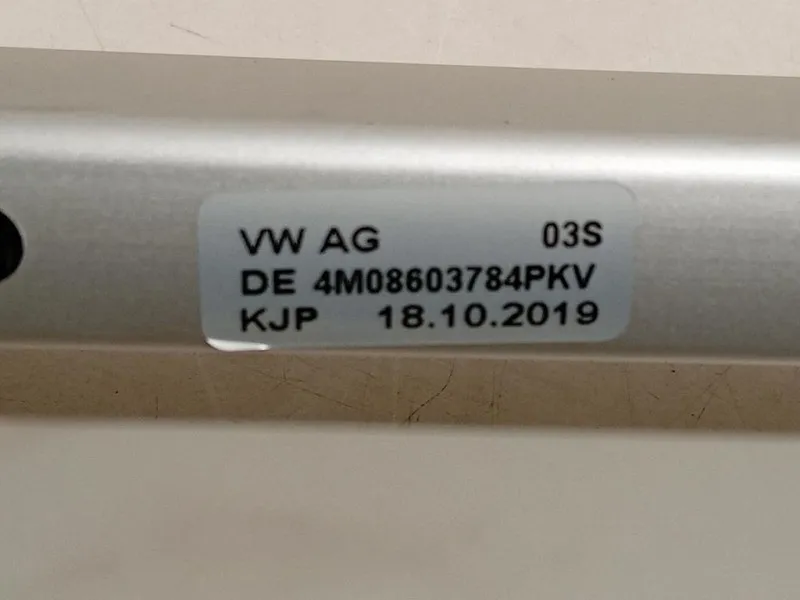 VW AG 03S
DE 4M08603784PKV
KJP 18.10.2019